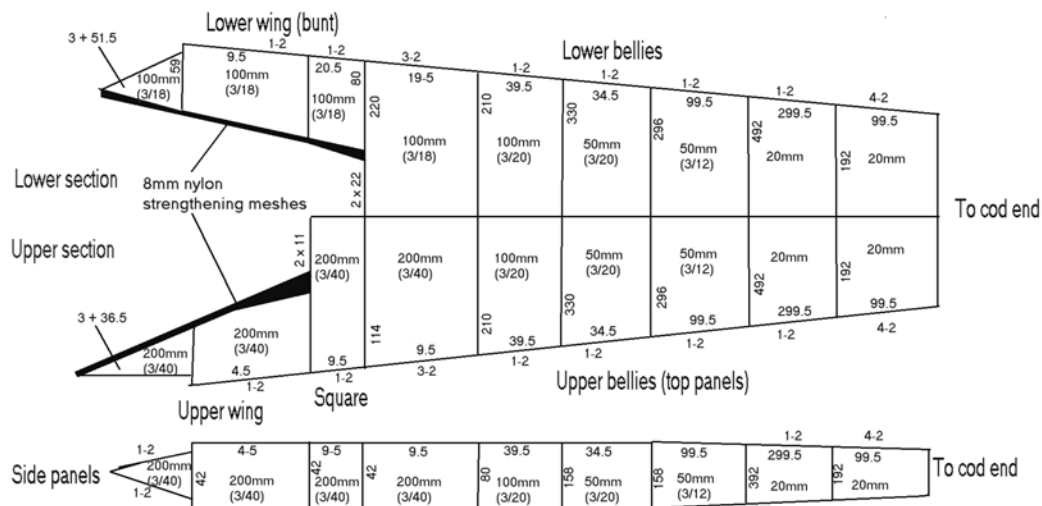 Lower wing (bunt)
Lower bellies
3 + 51.5
1-2
1-2
3-2
1-2
1-2
1-2
1-2
4-2
59
9.5
20.5
80
19-5
39.5
34.5
99.5
299.5
99.5
100mm
(3/18)
100mm
(3/18)
100mm
(3/18)
220
100mm
(3/18)
210
100mm
(3/20)
330
50mm
(3/20)
296
50mm
(3/12)
492
20mm
192
20mm
Lower section
8mm nylon
strengthening meshes
2 x 22
To cod end
Upper section
2 x 11
200mm
(3/40)
200mm
(3/40)
100mm
(3/20)
50mm
(3/20)
50mm
(3/12)
20mm
20mm
3 + 36.5
200mm
(3/40)
200mm
(3/40)
114
210
330
296
492
192
4.5
9.5
9.5
39.5
34.5
99.5
299.5
99.5
1-2
1-2
3-2
1-2
1-2
1-2
1-2
4-2
Upper wing
Square
Upper bellies (top panels)
Side panels
1-2
1-2
200mm
(3/40)
42
4-5
200mm
(3/40)
42
9-5
200mm
(3/40)
42
9.5
200mm
(3/40)
80
39.5
100mm
(3/20)
158
34.5
50mm
(3/20)
158
99.5
50mm
(3/12)
392
1-2
299.5
20mm
192
4-2
99.5
20mm
To cod end